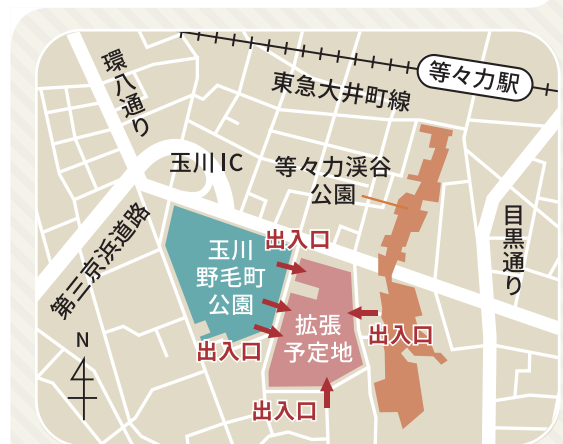 等々力駅
東急大井町線
環八通り
玉川IC
等々力渓谷
公園
目黒通り
第三京浜道路
出入口
玉川
野毛町
公園
拡張
予定地
出入口
出入口
出入口
N